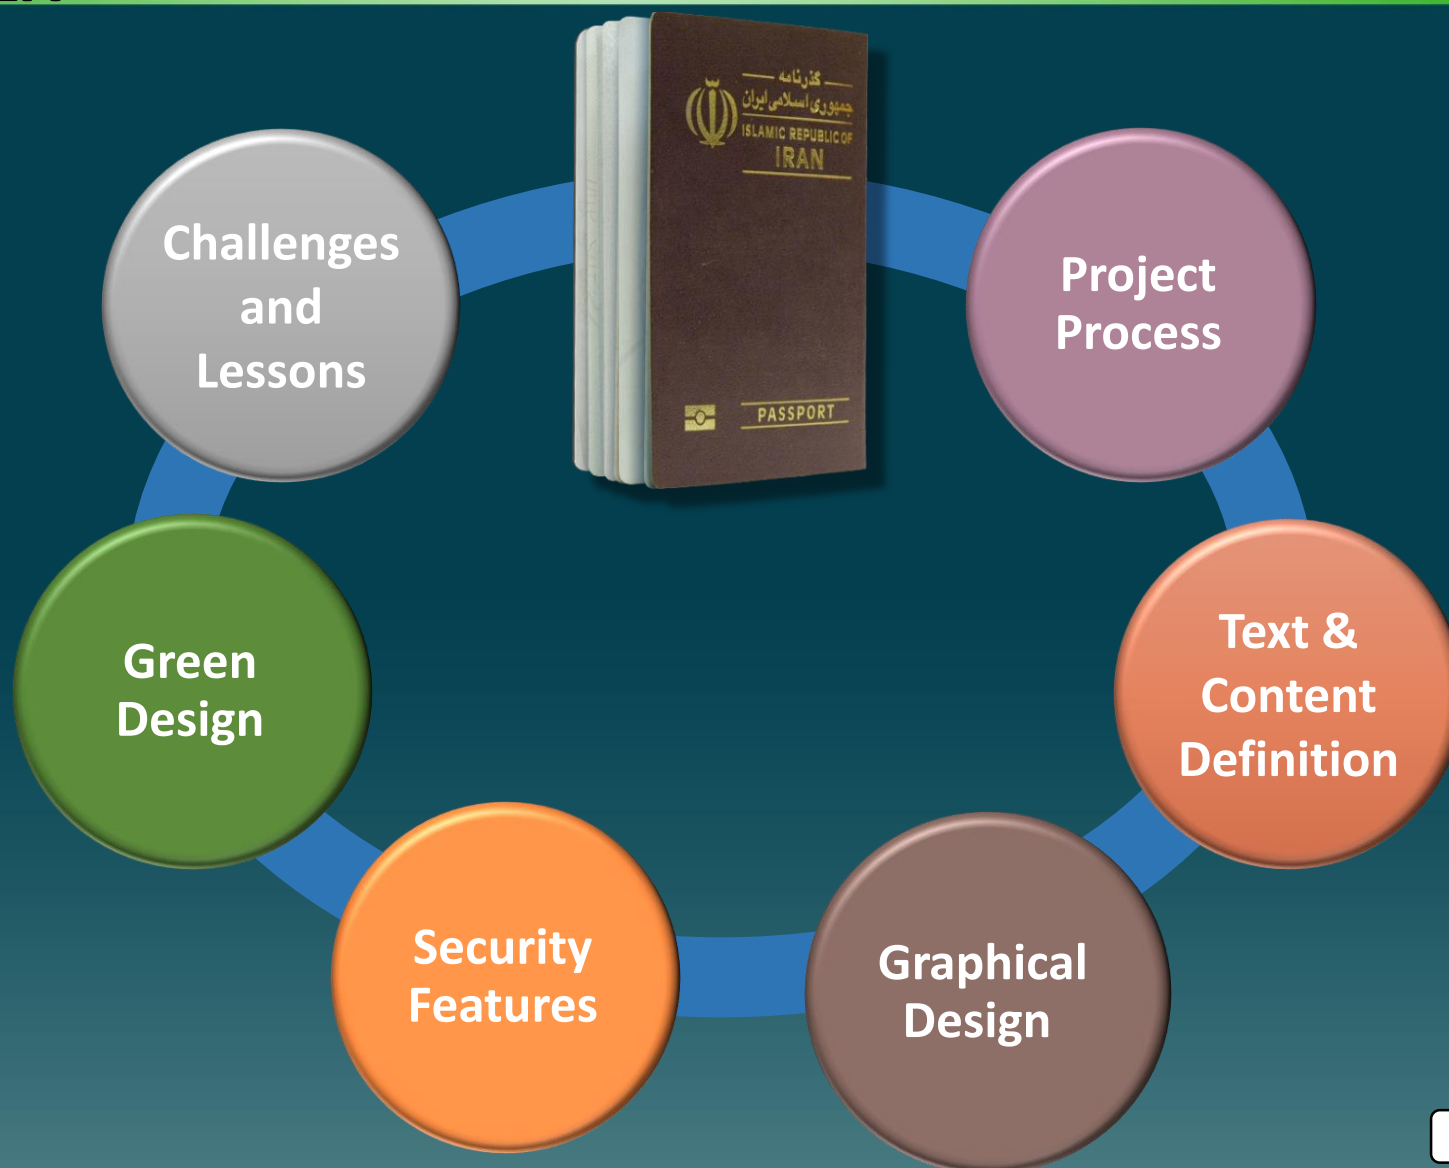 گذرنامه
جمهوری اسلامی ایران
ISLAMIC REPUBLIC OF
IRAN
PASSPORT
Project
Process
Text &
Content
Definition
Graphical
Design
Security
Features
Green
Design
Challenges
and
Lessons